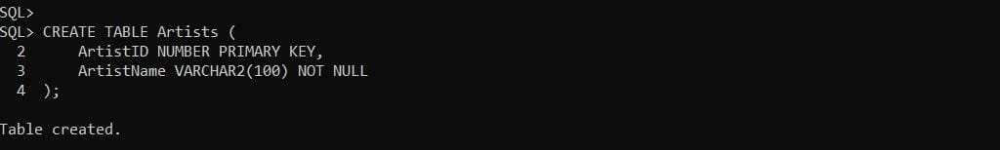 SQL>
SQL> CREATE TABLE Artists (
  2      ArtistID NUMBER PRIMARY KEY,
  3      ArtistName VARCHAR2(100) NOT NULL
  4  );
Table created.